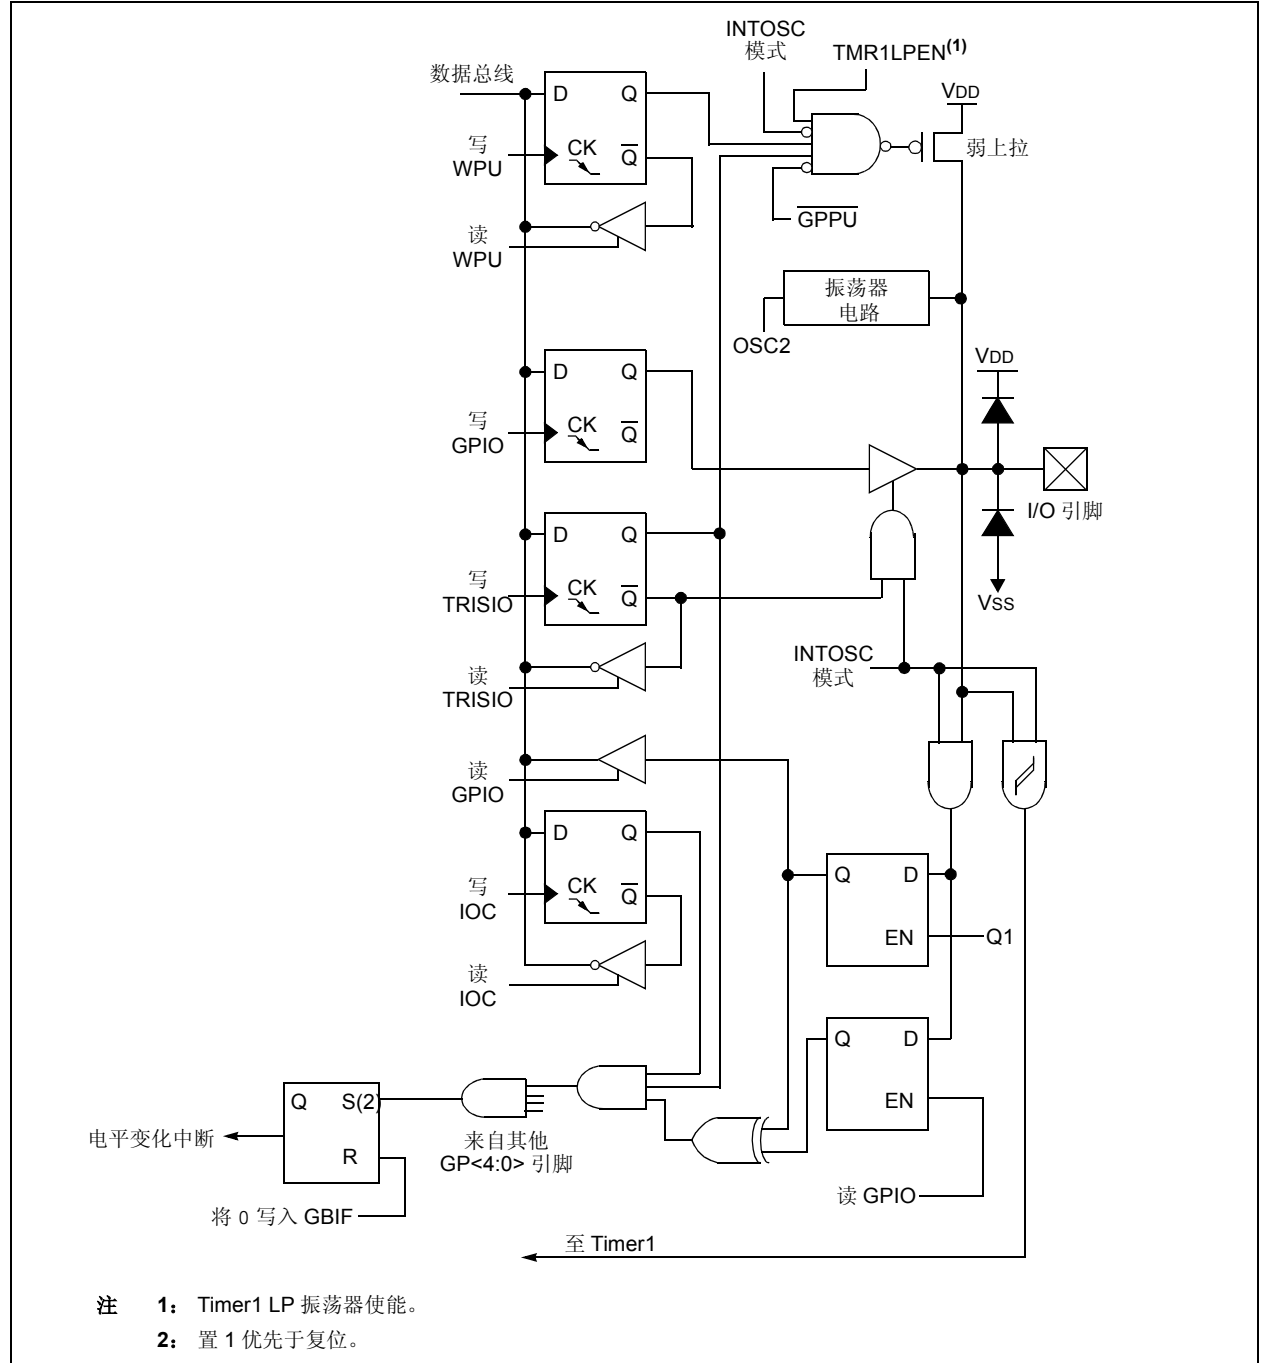 INTOSC
模式
TMR1LPEN(1)
数据总线
VDD
D Q
写
WPU
CK Q
弱上拉
GPPU
读
WPU
振荡器
电路
OSC2
VDD
D Q
写
GPIO
CK Q
I/O 引脚
D Q
写
TRISIO
CK Q
VSS
INTOSC
模式
读
TRISIO
读
GPIO
D Q
Q D
写
IOC
CK Q
EN
Q1
读
IOC
Q D
Q S(2)
EN
电平变化中断
R
来自其他
GP<4:0> 引脚
读 GPIO
将 0 写入 GBIF
至 Timer1
注 1： Timer1 LP 振荡器使能。
2： 置 1 优先于复位。